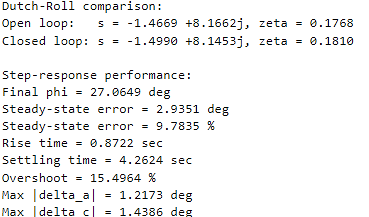 Dutch-Roll comparison:
Open loop:   s = -1.4669 +8.1662j, zeta = 0.1768
Closed loop: s = -1.4990 +8.1453j, zeta = 0.1810

Step-response performance:
Final phi = 27.0649 deg
Steady-state error = 2.9351 deg
Steady-state error = 9.7835 %
Rise time = 0.8722 sec
Settling time = 4.2624 sec
Overshoot = 15.4964 %
Max |delta_a| = 1.2173 deg
Max |delta c| = 1.4386 deg